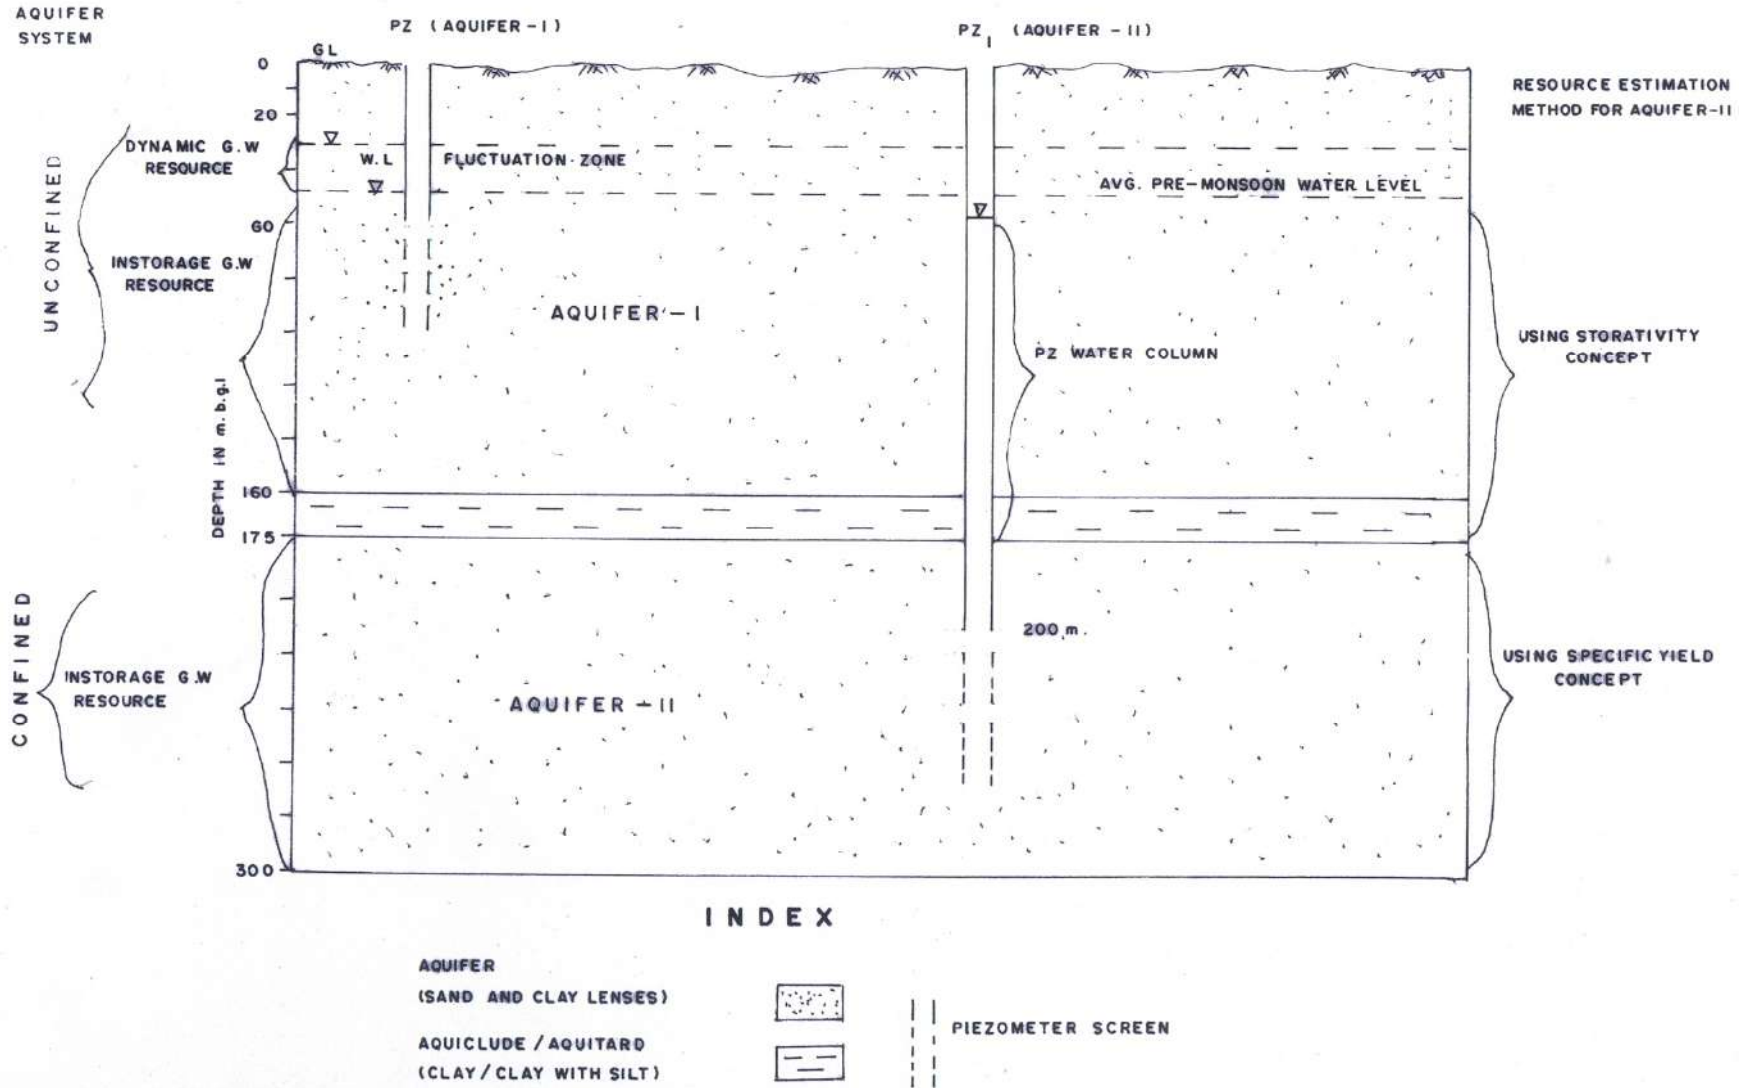 AQUIFER
SYSTEM
PZ (AQUIFER-I)
PZ1 (AQUIFER -II)
GL
0
RESOURCE ESTIMATION
METHOD FOR AQUIFER-II
20
DYNAMIC G.W
RESOURCE
W.L
FLUCTUATION ZONE
AVG. PRE-MONSOON WATER LEVEL
UNCONFINED
60
INSTORAGE G.W
RESOURCE
AQUIFER-I
PZ WATER COLUMN
USING STORATIVITY
CONCEPT
DEPTH IN m.b.g.l
160
175
CONFINED
200 m.
INSTORAGE G.W
RESOURCE
AQUIFER-II
USING SPECIFIC YIELD
CONCEPT
300
INDEX
AQUIFER
(SAND AND CLAY LENSES)
PIEZOMETER SCREEN
AQUICLUDE / AQUITARD
(CLAY/CLAY WITH SILT)